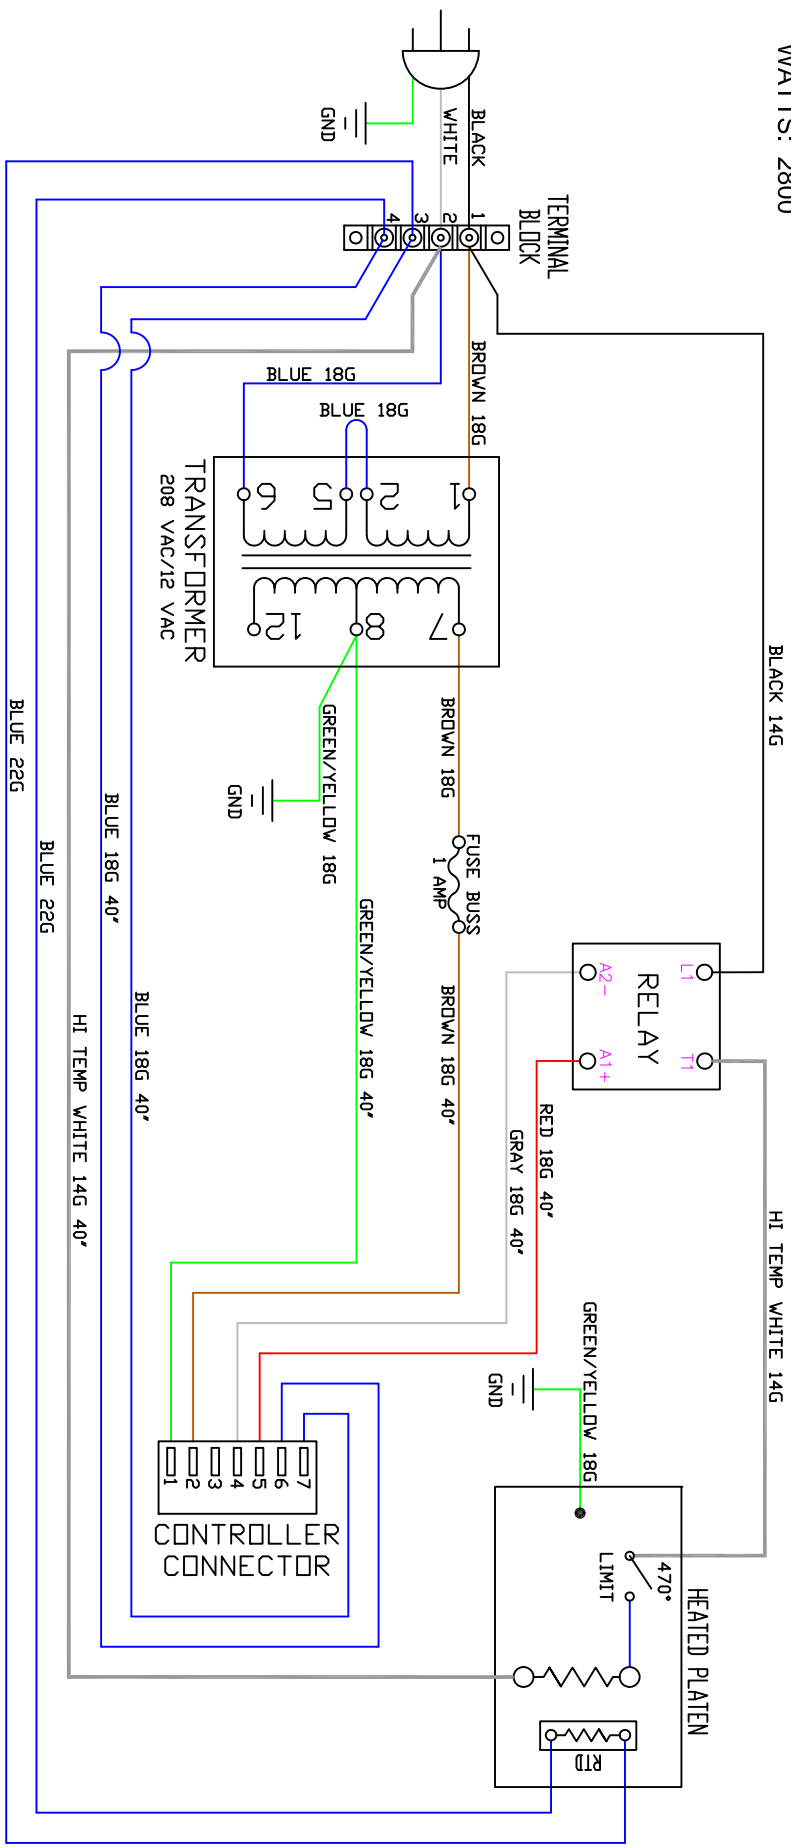 WATTS: 2800
BLACK
WHITE
GND
TERMINAL
BLOCK
1
2
3
4
BROWN 18G
BLUE 18G
BLUE 18G
TRANSFORMER
208 VAC/12 VAC
1
2
5
6
7
8
12
BLACK 14G
BROWN 18G
FUSE BUSS
1 AMP
BROWN 18G 40"
GREEN/YELLOW 18G
GND
GREEN/YELLOW 18G 40"
BLUE 22G
BLUE 22G
BLUE 18G 40"
BLUE 18G 40"
HI TEMP WHITE 14G 40"
RELAY
L1
T1
A2-
A1+
RED 18G 40"
GRAY 18G 40"
HI TEMP WHITE 14G
GREEN/YELLOW 18G
GND
1
2
3
4
5
6
7
CONTROLLER
CONNECTOR
HEATED PLATEN
470°
LIMIT
RTD